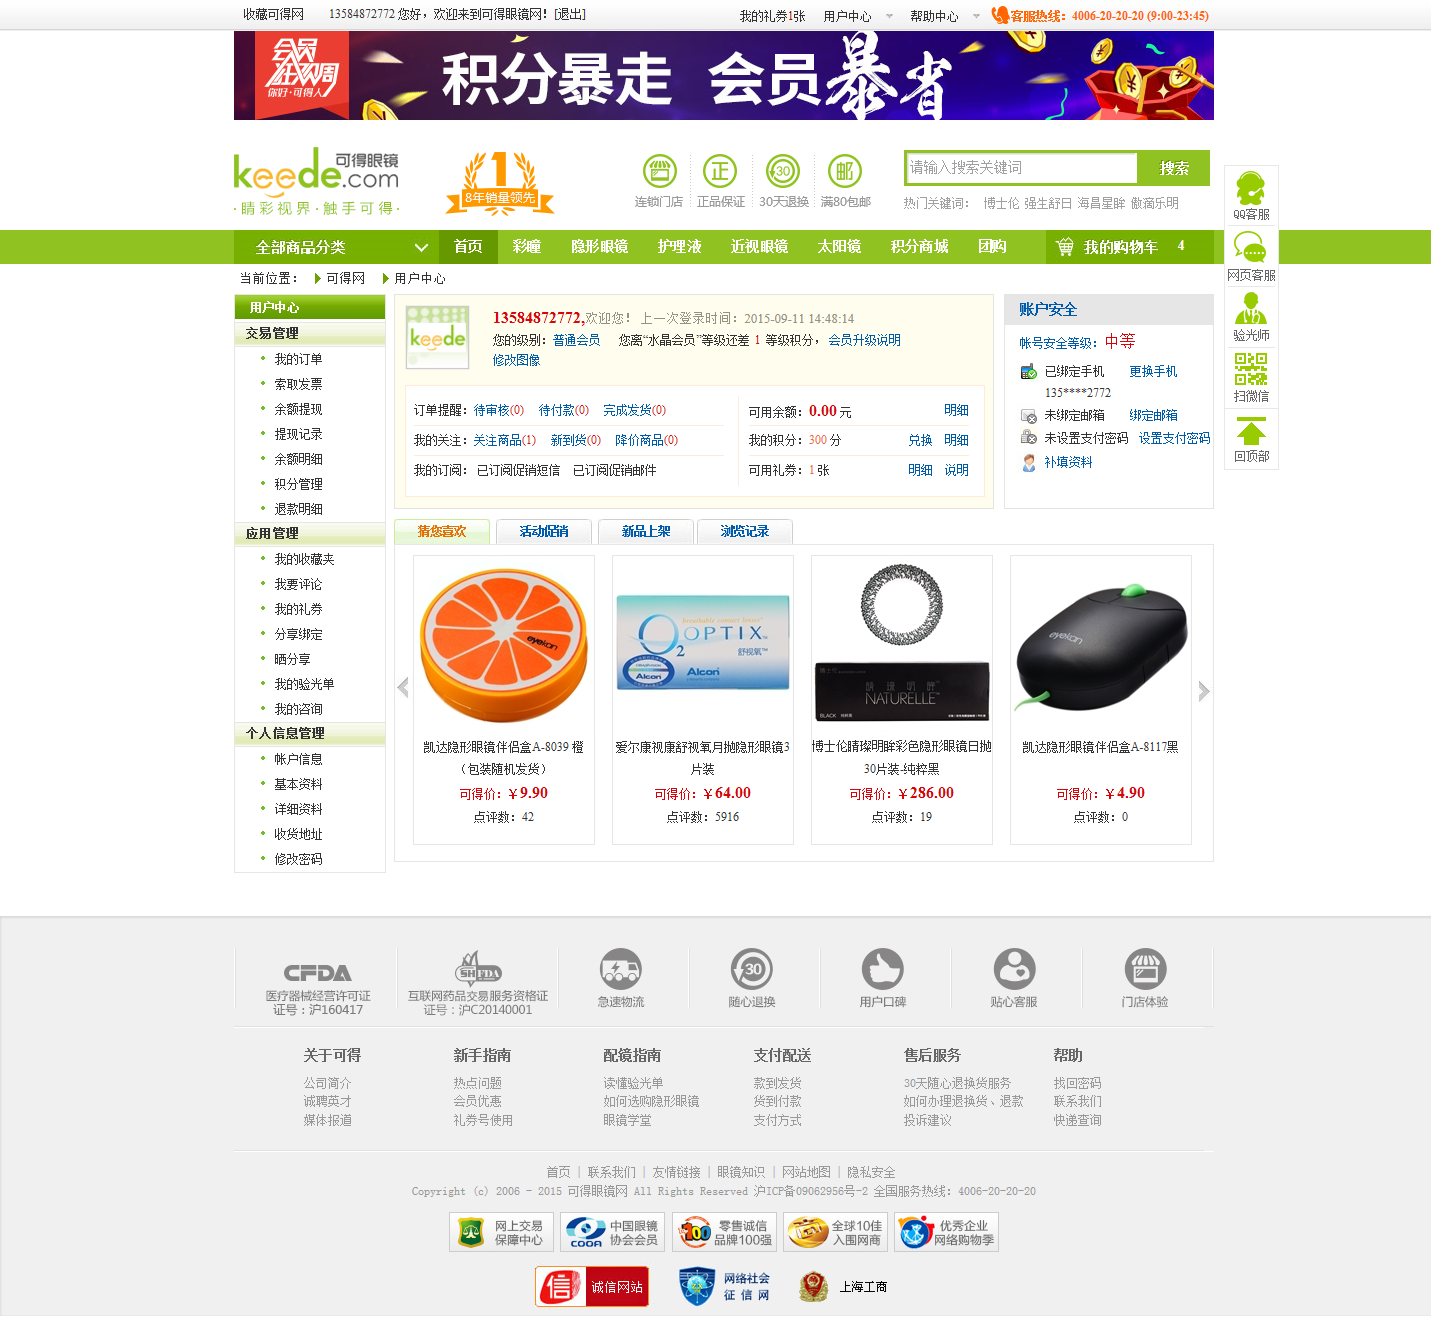 收藏可得网 13584872772 您好，欢迎来到可得眼镜网！[退出] 我的礼券1张 用户中心 帮助中心 客服热线：4006-20-20-20 (9:00-23:45)
会员狂欢周
你好·可得人
积分暴走 会员暴省
keede.com 可得眼镜
·晴彩视界·触手可得·
1
8年销量领先
连锁门店 正品保证 30天退换 满80包邮
请输入搜索关键词 搜索
热门关键词： 博士伦 强生舒日 海昌星眸 傲滴乐明
全部商品分类 首页 彩瞳 隐形眼镜 护理液 近视眼镜 太阳镜 积分商城 团购 我的购物车 4
当前位置： 可得网 用户中心
QQ客服
网页客服
验光师
扫微信
回顶部
用户中心
交易管理
我的订单
索取发票
余额提现
提现记录
余额明细
积分管理
退款明细
应用管理
我的收藏夹
我要评论
我的礼券
分享绑定
晒分享
我的验光单
我的咨询
个人信息管理
帐户信息
基本资料
详细资料
收货地址
修改密码
keede
13584872772,欢迎您！ 上一次登录时间：2015-09-11 14:48:14
您的级别：普通会员 您离“水晶会员”等级还差 1 等级积分，会员升级说明
修改图像
订单提醒：待审核(0) 待付款(0) 完成发货(0)
我的关注：关注商品(1) 新到货(0) 降价商品(0)
我的订阅： 已订阅促销短信 已订阅促销邮件
可用余额：0.00 元 明细
我的积分：300 分 兑换 明细
可用礼券：1 张 明细 说明
账户安全
帐号安全等级：中等
已绑定手机 更换手机
135****2772
未绑定邮箱 绑定邮箱
未设置支付密码 设置支付密码
补填资料
猜您喜欢 活动促销 新品上架 浏览记录
eyekan
O2 OPTIX
舒视氧
Alcon
NATURELLE
BLACK
eyekan
凯达隐形眼镜伴侣盒A-8039 橙（包装随机发货）
可得价：￥9.90
点评数：42
爱尔康视康舒视氧月抛隐形眼镜3片装
可得价：￥64.00
点评数：5916
博士伦睛璨明眸彩色隐形眼镜日抛30片装-纯粹黑
可得价：￥286.00
点评数：19
凯达隐形眼镜伴侣盒A-8117黑
可得价：￥4.90
点评数：0
CFDA
医疗器械经营许可证
证号：沪160417
SHFDA
互联网药品交易服务资格证
证号：沪C20140001
急速物流
30
随心退换
用户口碑
贴心客服
门店体验
关于可得 新手指南 配镜指南 支付配送 售后服务 帮助
公司简介 热点问题 读懂验光单 款到发货 30天随心退换货服务 找回密码
诚聘英才 会员优惠 如何选购隐形眼镜 货到付款 如何办理退换货、退款 联系我们
媒体报道 礼券号使用 眼镜学堂 支付方式 投诉建议 快递查询
首页 | 联系我们 | 友情链接 | 眼镜知识 | 网站地图 | 隐私安全
Copyright (c) 2006 - 2015 可得眼镜网 All Rights Reserved 沪ICP备09062956号-2 全国服务热线：4006-20-20-20
网上交易保障中心
COOA 中国眼镜协会会员
100 零售诚信品牌100强
全球10佳入围网商
优秀企业网络购物季
信 诚信网站
网络社会征信网
上海工商